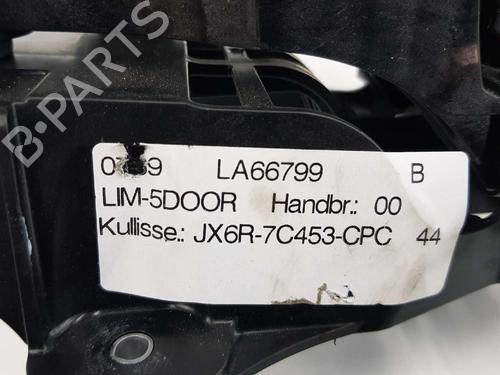 B-PARTS
LA66799 B
LIM-5DOOR Handbr.: 00
Kullisse.: JX6R-7C453-CPC 44